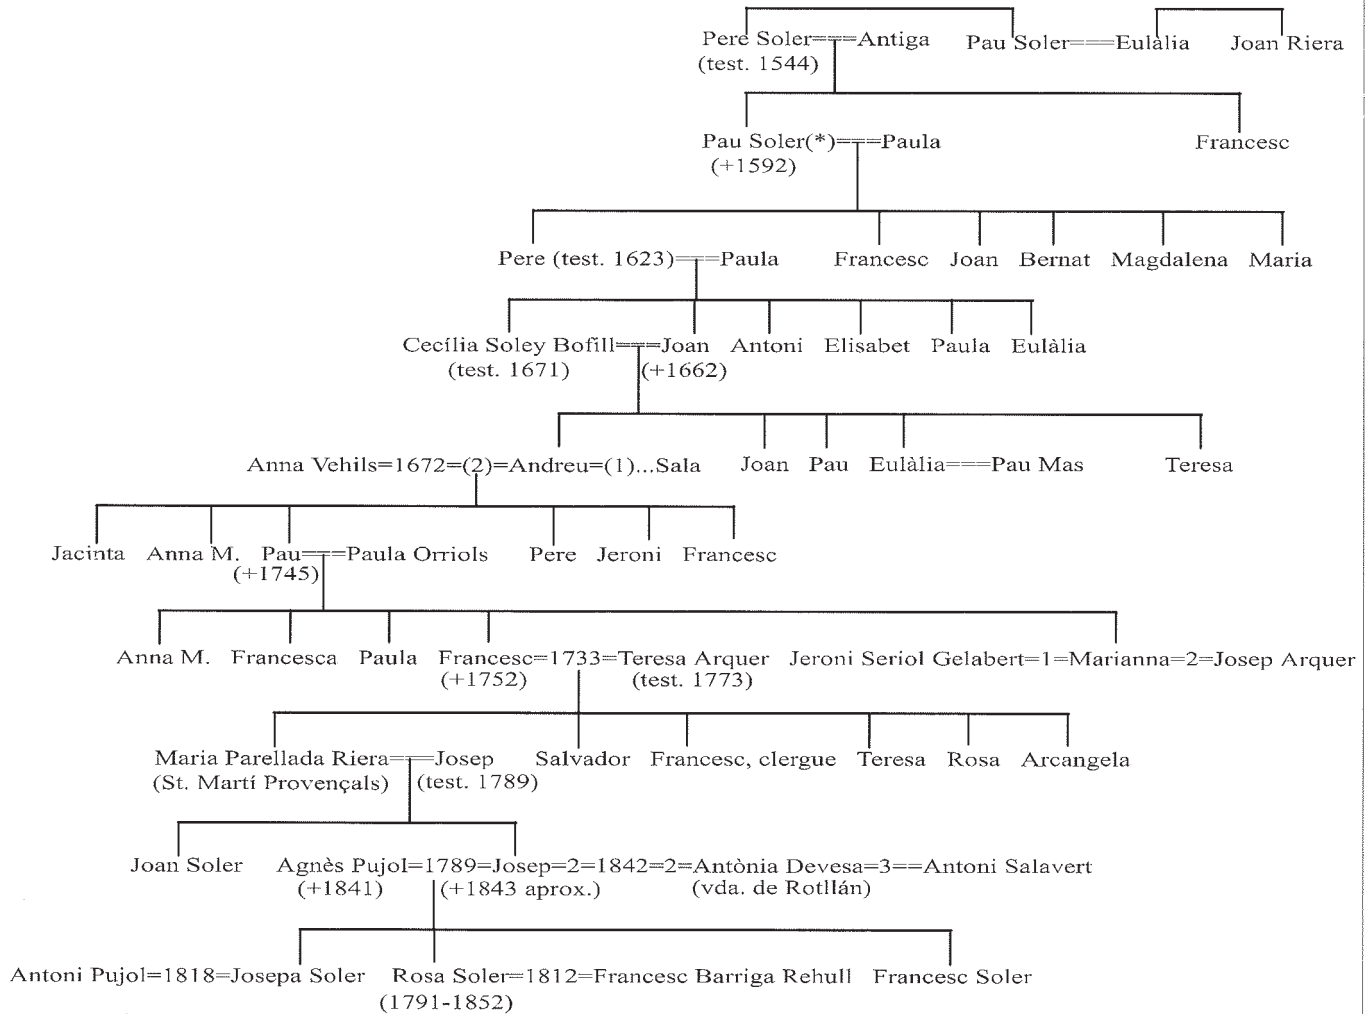 Pere Soler===Antiga Pau Soler===Eulàlia Joan Riera
(test. 1544)
Pau Soler(*)===Paula Francesc
(+1592)
Pere (test. 1623)===Paula Francesc Joan Bernat Magdalena Maria
Cecília Soley Bofill===Joan Antoni Elisabet Paula Eulàlia
(test. 1671) (+1662)
Anna Vehils=1672=(2)=Andreu=(1)...Sala Joan Pau Eulàlia===Pau Mas Teresa
Jacinta Anna M. Pau===Paula Orriols Pere Jeroni Francesc
(+1745)
Anna M. Francesca Paula Francesc=1733=Teresa Arquer Jeroni Seriol Gelabert=1=Marianna=2=Josep Arquer
(+1752) (test. 1773)
Maria Parellada Riera===Josep Salvador Francesc, clergue Teresa Rosa Arcangela
(St. Martí Provençals) (test. 1789)
Joan Soler Agnès Pujol=1789=Josep=2=1842=2=Antònia Devesa=3==Antoni Salavert
(+1841) (+1843 aprox.) (vda. de Rotllán)
Antoni Pujol=1818=Josepa Soler Rosa Soler=1812=Francesc Barriga Rehull Francesc Soler
(1791-1852)